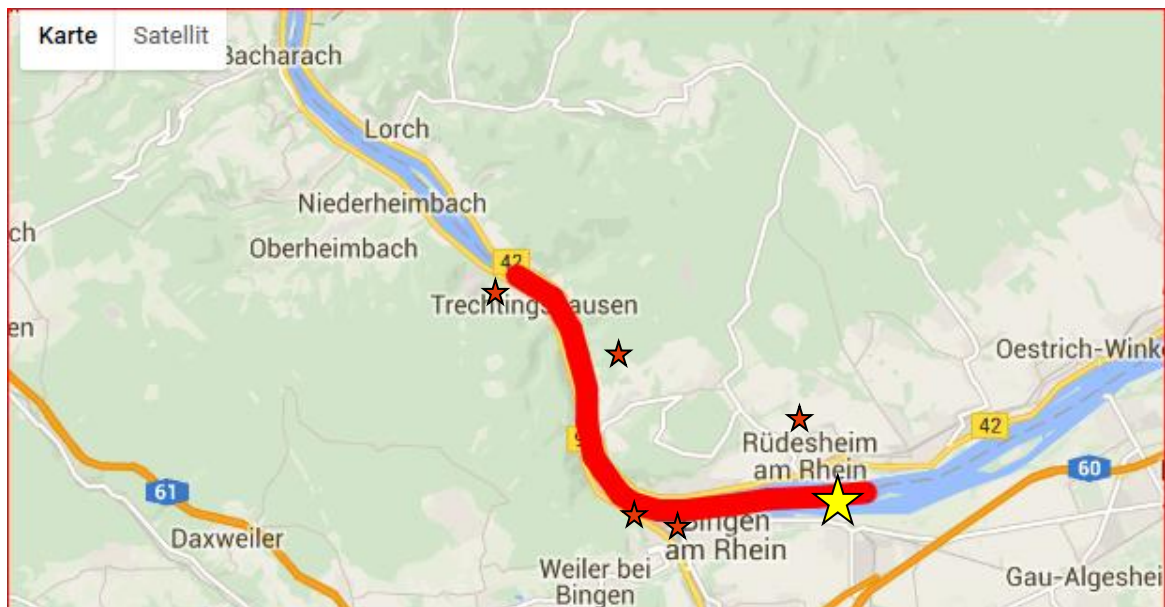 Karte Satellit
Bacharach
Lorch
Niederheimbach
ch
Oberheimbach
42
Trechtingshausen
en
Oestrich-Wink
42
Rüdesheim
am Rhein
9
60
61
Bingen
am Rhein
Daxweiler
Weiler bei
Bingen
Gau-Algeshei